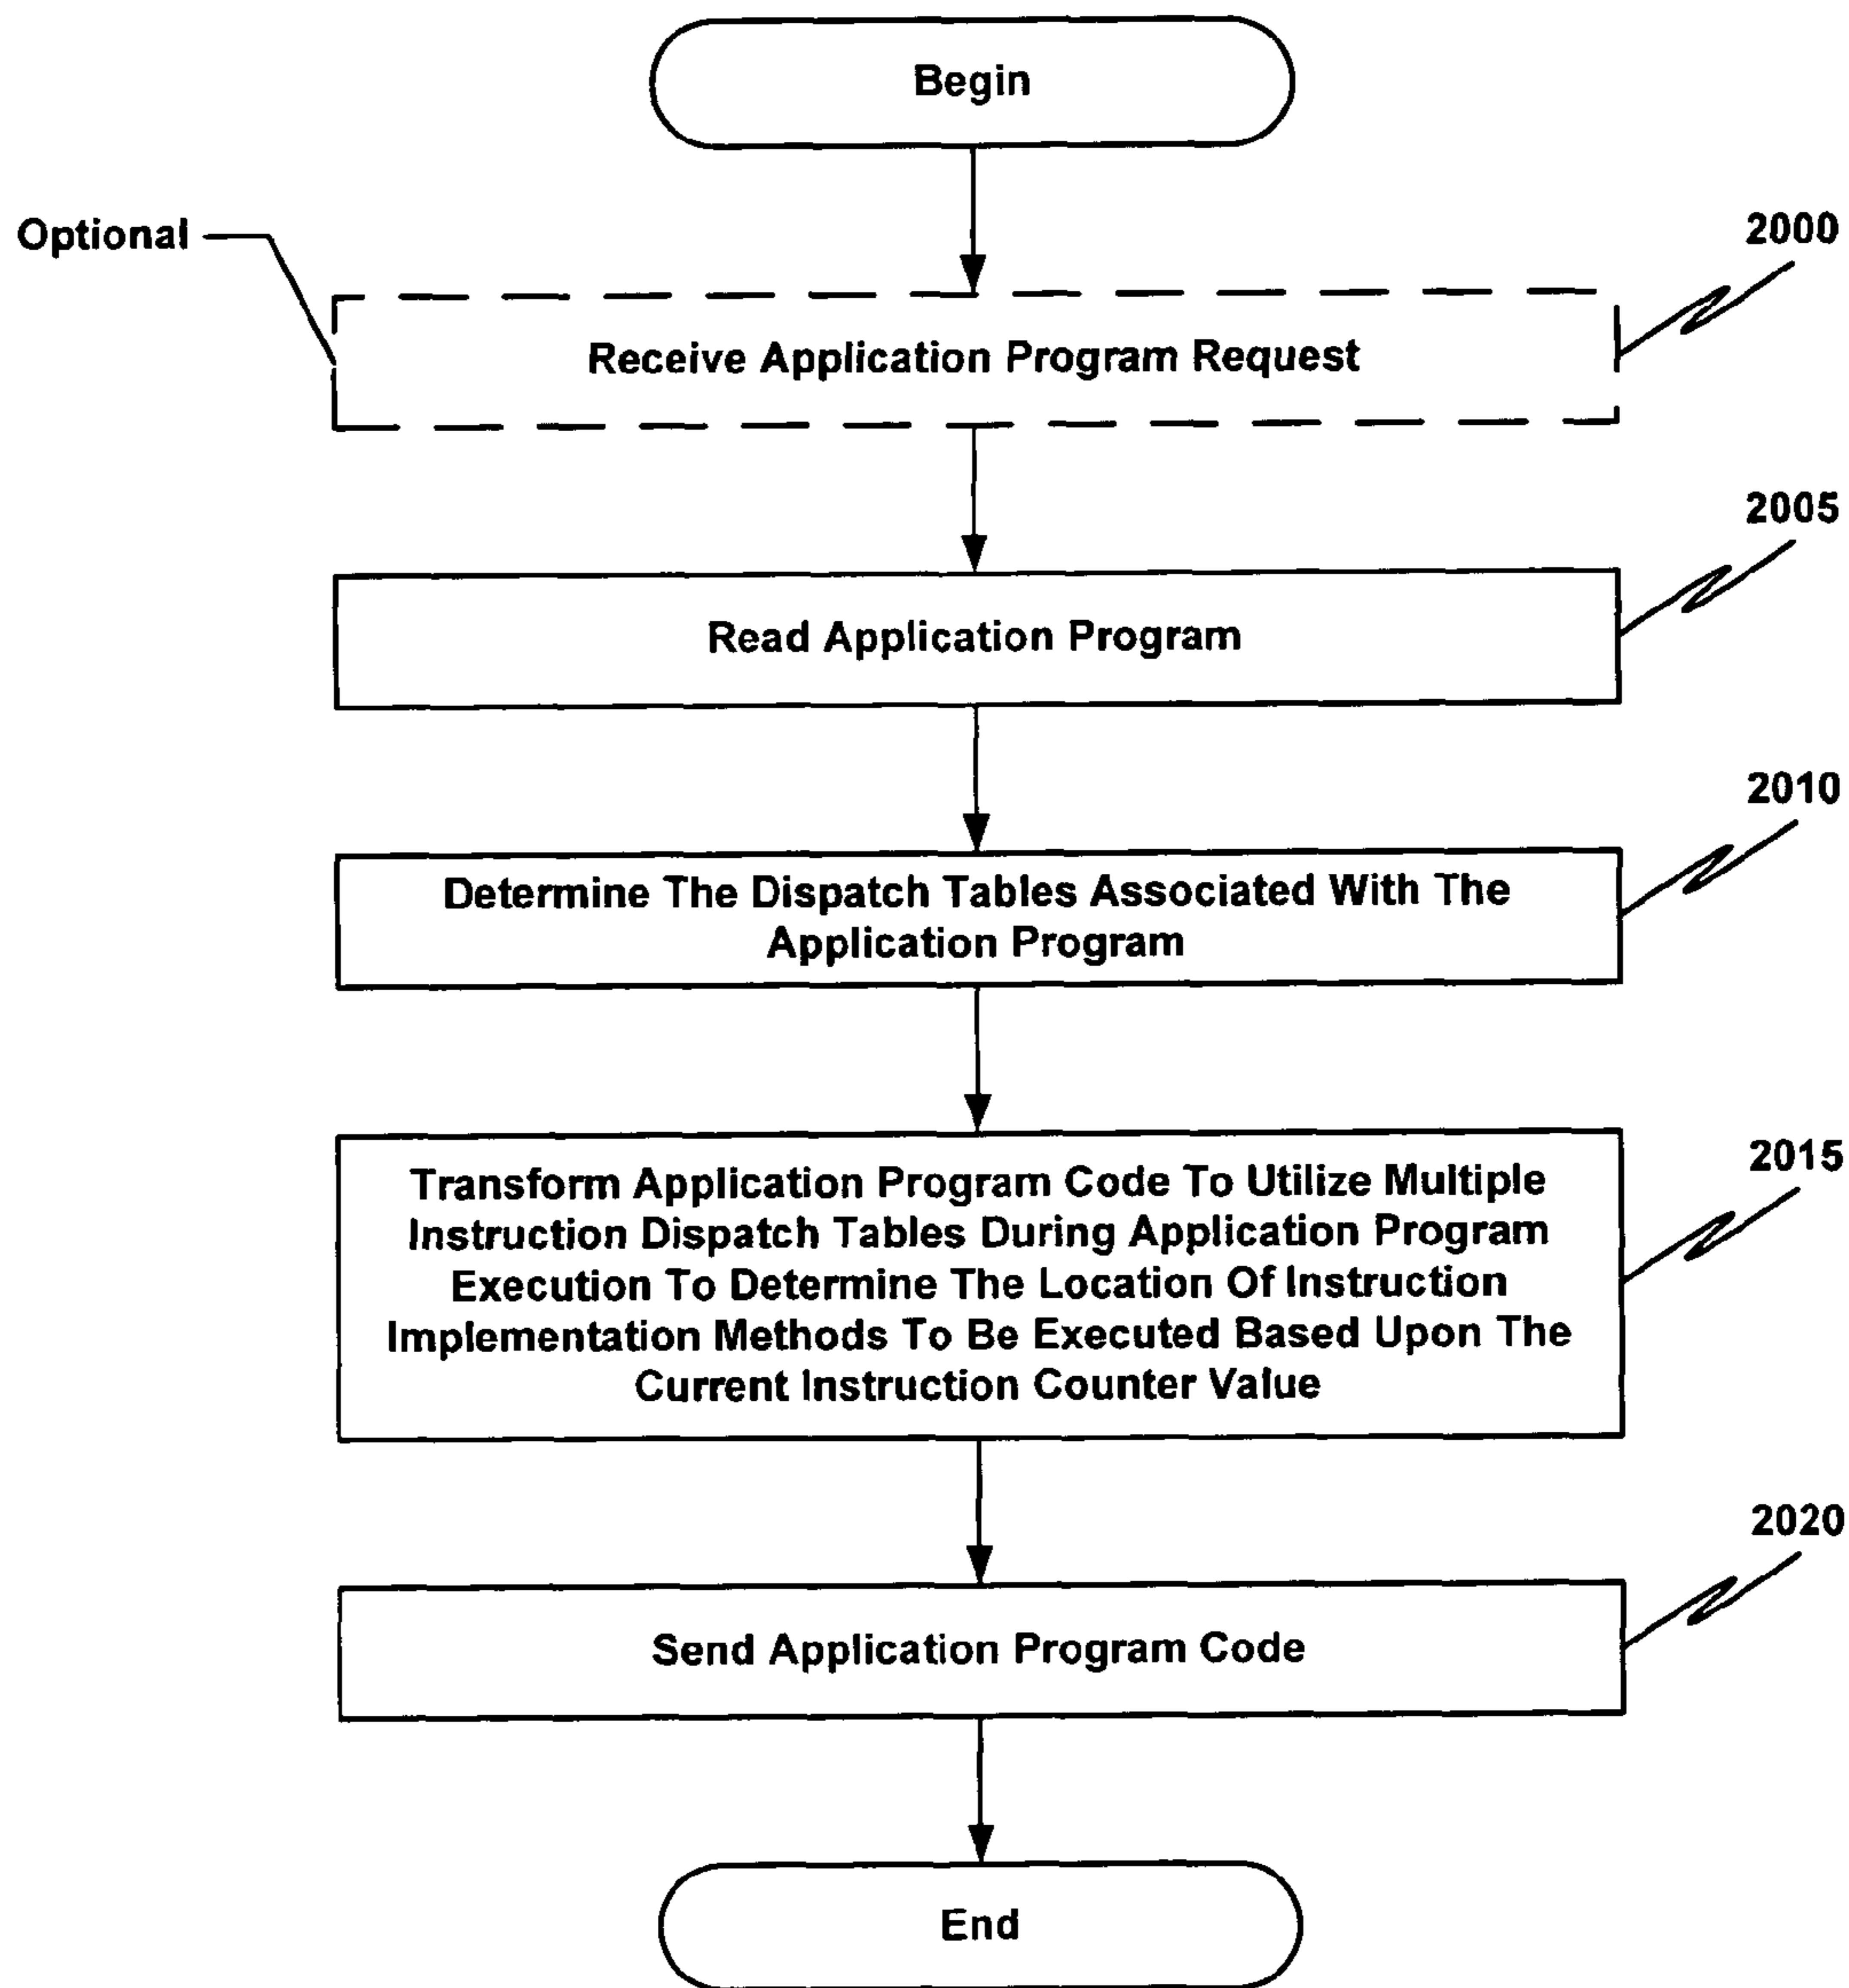 Begin
Optional
2000
Receive Application Program Request
2005
Read Application Program
2010
Determine The Dispatch Tables Associated With The
Application Program
2015
Transform Application Program Code To Utilize Multiple
Instruction Dispatch Tables During Application Program
Execution To Determine The Location Of Instruction
Implementation Methods To Be Executed Based Upon The
Current Instruction Counter Value
2020
Send Application Program Code
End